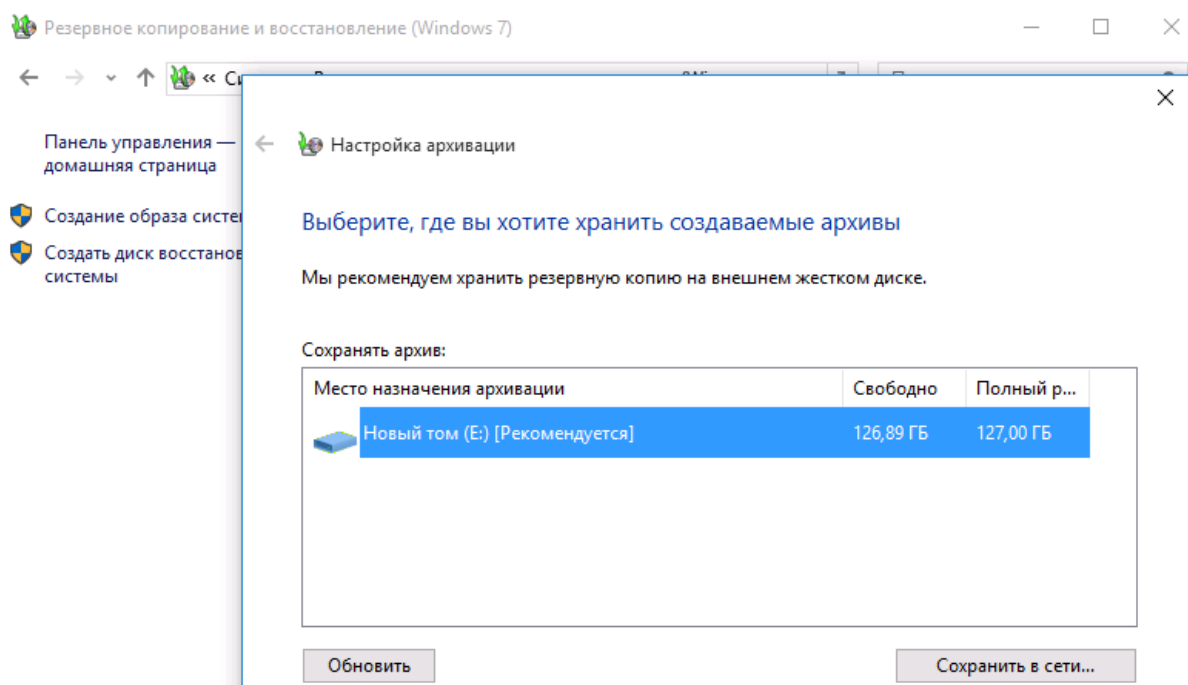 Резервное копирование и восстановление (Windows 7)
«
Панель управления —
домашняя страница
Настройка архивации
Создание образа
Выберите, где вы хотите хранить создаваемые архивы
Создать диск
системы
Мы рекомендуем хранить резервную копию на внешнем жестком диске.
Сохранять архив:
Место назначения архивации Свободно Полный р...
Новый том (E:) [Рекомендуется] 126,89 ГБ 127,00 ГБ
Обновить Сохранить в сети...